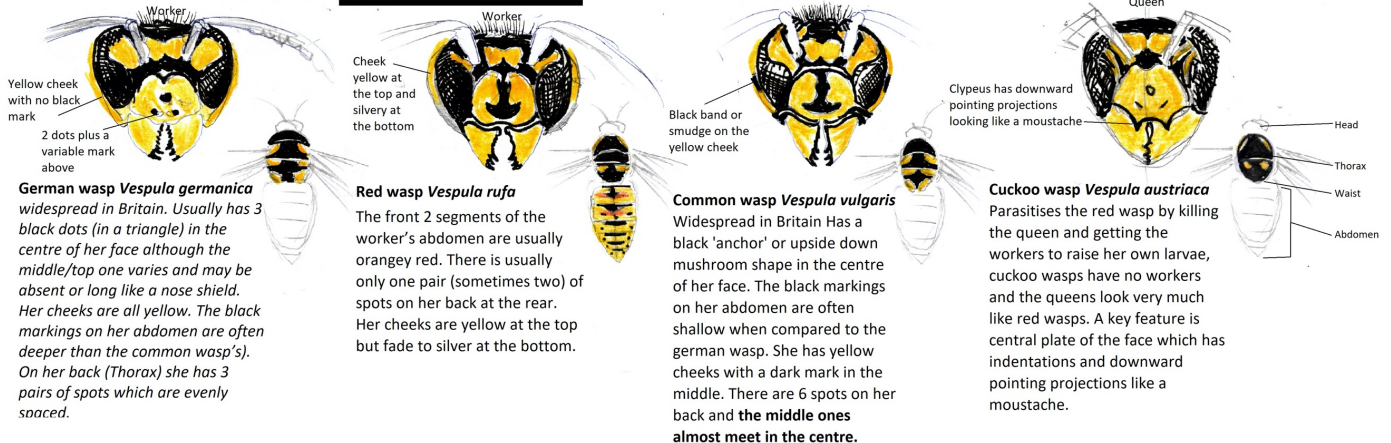 Worker
Yellow cheek
with no black
mark
2 dots plus a
variable mark
above
German wasp Vespula germanica
widespread in Britain. Usually has 3
black dots (in a triangle) in the
centre of her face although the
middle/top one varies and may be
absent or long like a nose shield.
Her cheeks are all yellow. The black
markings on her abdomen are often
deeper than the common wasp's).
On her back (Thorax) she has 3
pairs of spots which are evenly
spaced.
Worker
Cheek
yellow at
the top and
silvery at
the bottom
Red wasp Vespula rufa
The front 2 segments of the
worker's abdomen are usually
orangey red. There is usually
only one pair (sometimes two) of
spots on her back at the rear.
Her cheeks are yellow at the top
but fade to silver at the bottom.
Black band or
smudge on the
yellow cheek
Common wasp Vespula vulgaris
Widespread in Britain Has a
black 'anchor' or upside down
mushroom shape in the centre
of her face. The black markings
on her abdomen are often
shallow when compared to the
german wasp. She has yellow
cheeks with a dark mark in the
middle. There are 6 spots on her
back and the middle ones
almost meet in the centre.
Queen
Clypeus has downward
pointing projections
looking like a moustache
Head
Thorax
Waist
Abdomen
Cuckoo wasp Vespula austriaca
Parasitises the red wasp by killing
the queen and getting the
workers to raise her own larvae,
cuckoo wasps have no workers
and the queens look very much
like red wasps. A key feature is
central plate of the face which has
indentations and downward
pointing projections like a
moustache.